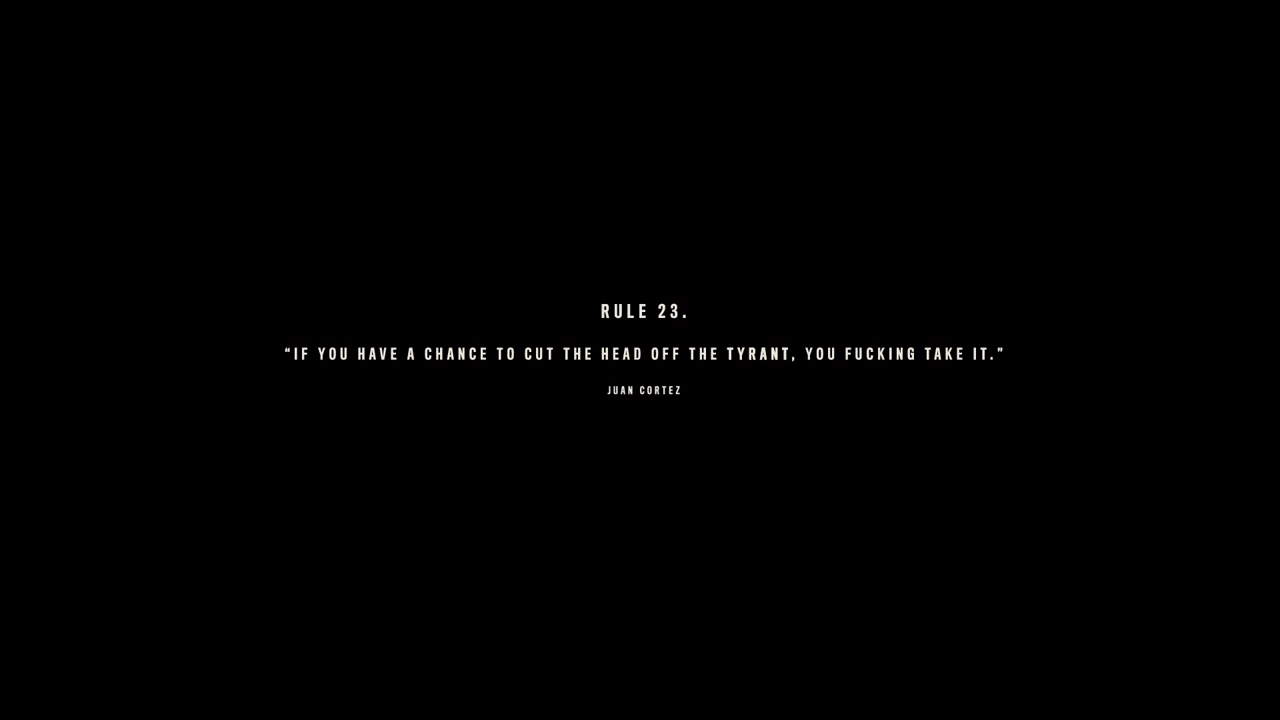 RULE 23.
“IF YOU HAVE A CHANCE TO CUT THE HEAD OFF THE TYRANT, YOU FUCKING TAKE IT.”
JUAN CORTEZ